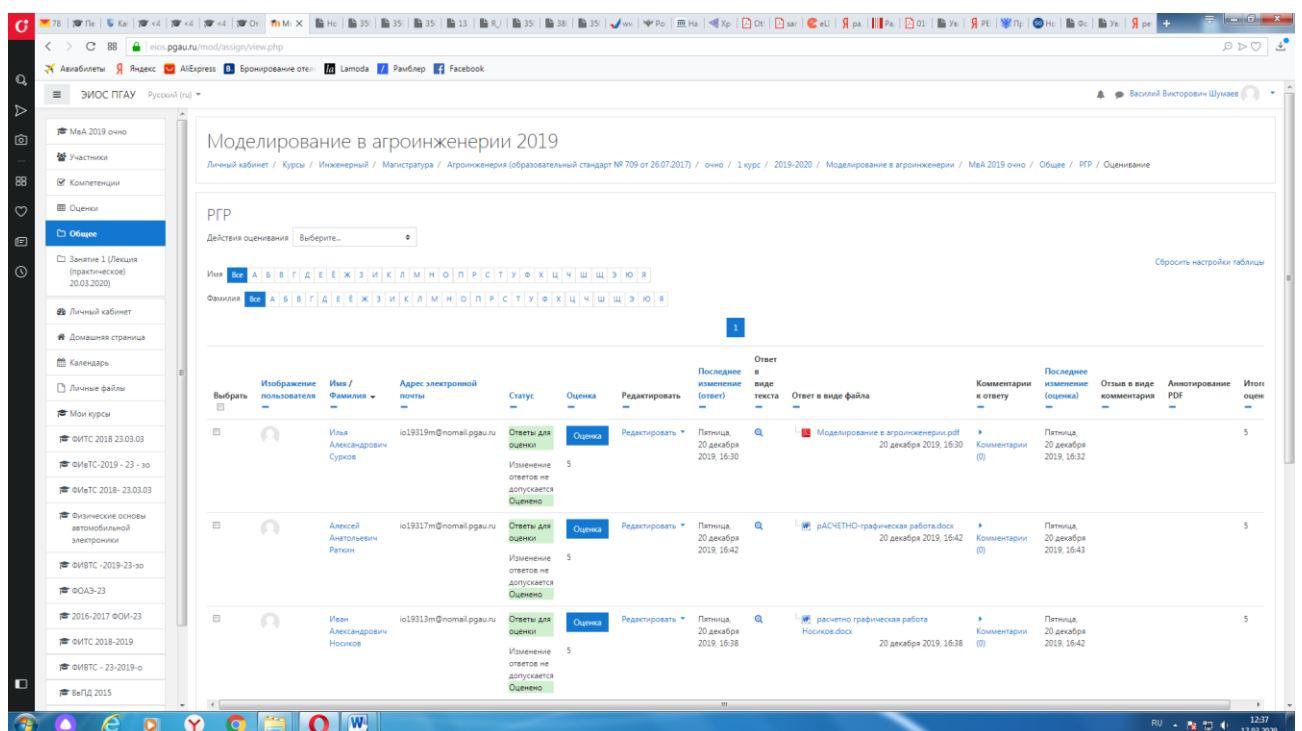 eios.pgau.ru/mod/assign/view.php
Авиабилеты Яндекс AliExpress Бронирование отел Lamoda Рамблер Facebook
ЭИОС ПГАУ Русский (ru) Василий Викторович Шумаев
МвА 2019 очно
Участники
Компетенции
Оценки
Общее
Занятие 1 (Лекция
(практическое)
20.03.2020)
Личный кабинет
Домашняя страница
Календарь
Личные файлы
Мои курсы
ФИТС 2018 23.03.03
ФИвТС-2019 - 23 - зо
ФИвТС 2018- 23.03.03
Физические основы
автомобильной
электроники
ФИВТС -2019-23-зо
ФОАЭ-23
2016-2017 ФОИ-23
ФИТС 2018-2019
ФИВТС - 23-2019-о
ВвПД 2015
Моделирование в агроинженерии 2019
Личный кабинет / Курсы / Инженерный / Магистратура / Агроинженерия (образовательный стандарт № 709 от 26.07.2017) / очно / 1 курс / 2019-2020 / Моделирование в агроинженерии / МвА 2019 очно / Общее / РГР / Оценивание
РГР
Действия оценивания Выберите...
Сбросить настройки таблицы
Имя Все А Б В Г Д Е Ё Ж З И К Л М Н О П Р С Т У Ф Х Ц Ч Ш Щ Э Ю Я
Фамилия Все А Б В Г Д Е Ё Ж З И К Л М Н О П Р С Т У Ф Х Ц Ч Ш Щ Э Ю Я
1
Выбрать
Изображение
пользователя
Имя /
Фамилия
Адрес электронной
почты
Статус
Оценка
Редактировать
Последнее
изменение
(ответ)
Ответ
в
виде
текста
Ответ в виде файла
Комментарии
к ответу
Последнее
изменение
(оценка)
Отзыв в виде
комментария
Аннотирование
PDF
Итого
оцен
Илья
Александрович
Сурков
io19319m@nomail.pgau.ru
Ответы для
оценки
Изменение
ответов не
допускается
Оценено
Оценка
5
Редактировать
Пятница,
20 декабря
2019, 16:30
Моделирование в агроинженерии.pdf
20 декабря 2019, 16:30
Комментарии
(0)
Пятница,
20 декабря
2019, 16:32
5
Алексей
Анатольевич
Раткин
io19317m@nomail.pgau.ru
Ответы для
оценки
Изменение
ответов не
допускается
Оценено
Оценка
5
Редактировать
Пятница,
20 декабря
2019, 16:42
рАСЧЕТНО-графическая работа.docx
20 декабря 2019, 16:42
Комментарии
(0)
Пятница,
20 декабря
2019, 16:43
5
Иван
Александрович
Носиков
io19313m@nomail.pgau.ru
Ответы для
оценки
Изменение
ответов не
допускается
Оценено
Оценка
5
Редактировать
Пятница,
20 декабря
2019, 16:38
расчетно графическая работа
Носиков.docx
20 декабря 2019, 16:38
Комментарии
(0)
Пятница,
20 декабря
2019, 16:42
5
RU 12:37